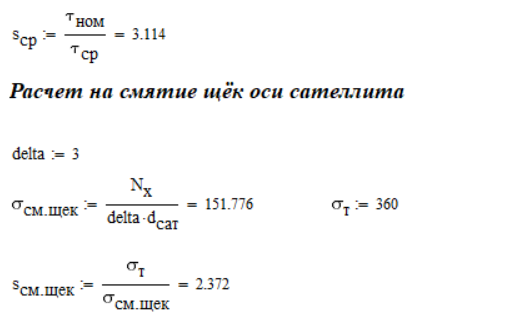 s_ср := τ_ном / τ_ср = 3.114
Расчет на смятие щёк оси сателлита
delta := 3
σ_см.щек := N_x / (delta · d_сат) = 151.776    σ_т := 360
s_см.щек := σ_т / σ_см.щек = 2.372